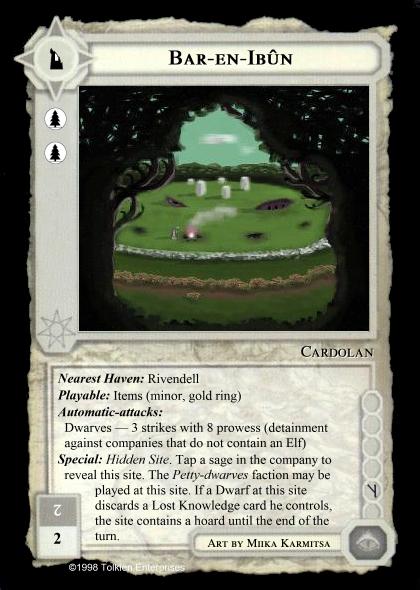 BAR-EN-IBÛN
CARDOLAN
Nearest Haven: Rivendell
Playable: Items (minor, gold ring)
Automatic-attacks:
Dwarves — 3 strikes with 8 prowess (detainment
against companies that do not contain an Elf)
Special: Hidden Site. Tap a sage in the company to
reveal this site. The Petty-dwarves faction may be
played at this site. If a Dwarf at this site
discards a Lost Knowledge card he controls,
the site contains a hoard until the end of the
turn.
2
2
ART BY MIIKA KARMITSA
©1998 Tolkien Enterprises